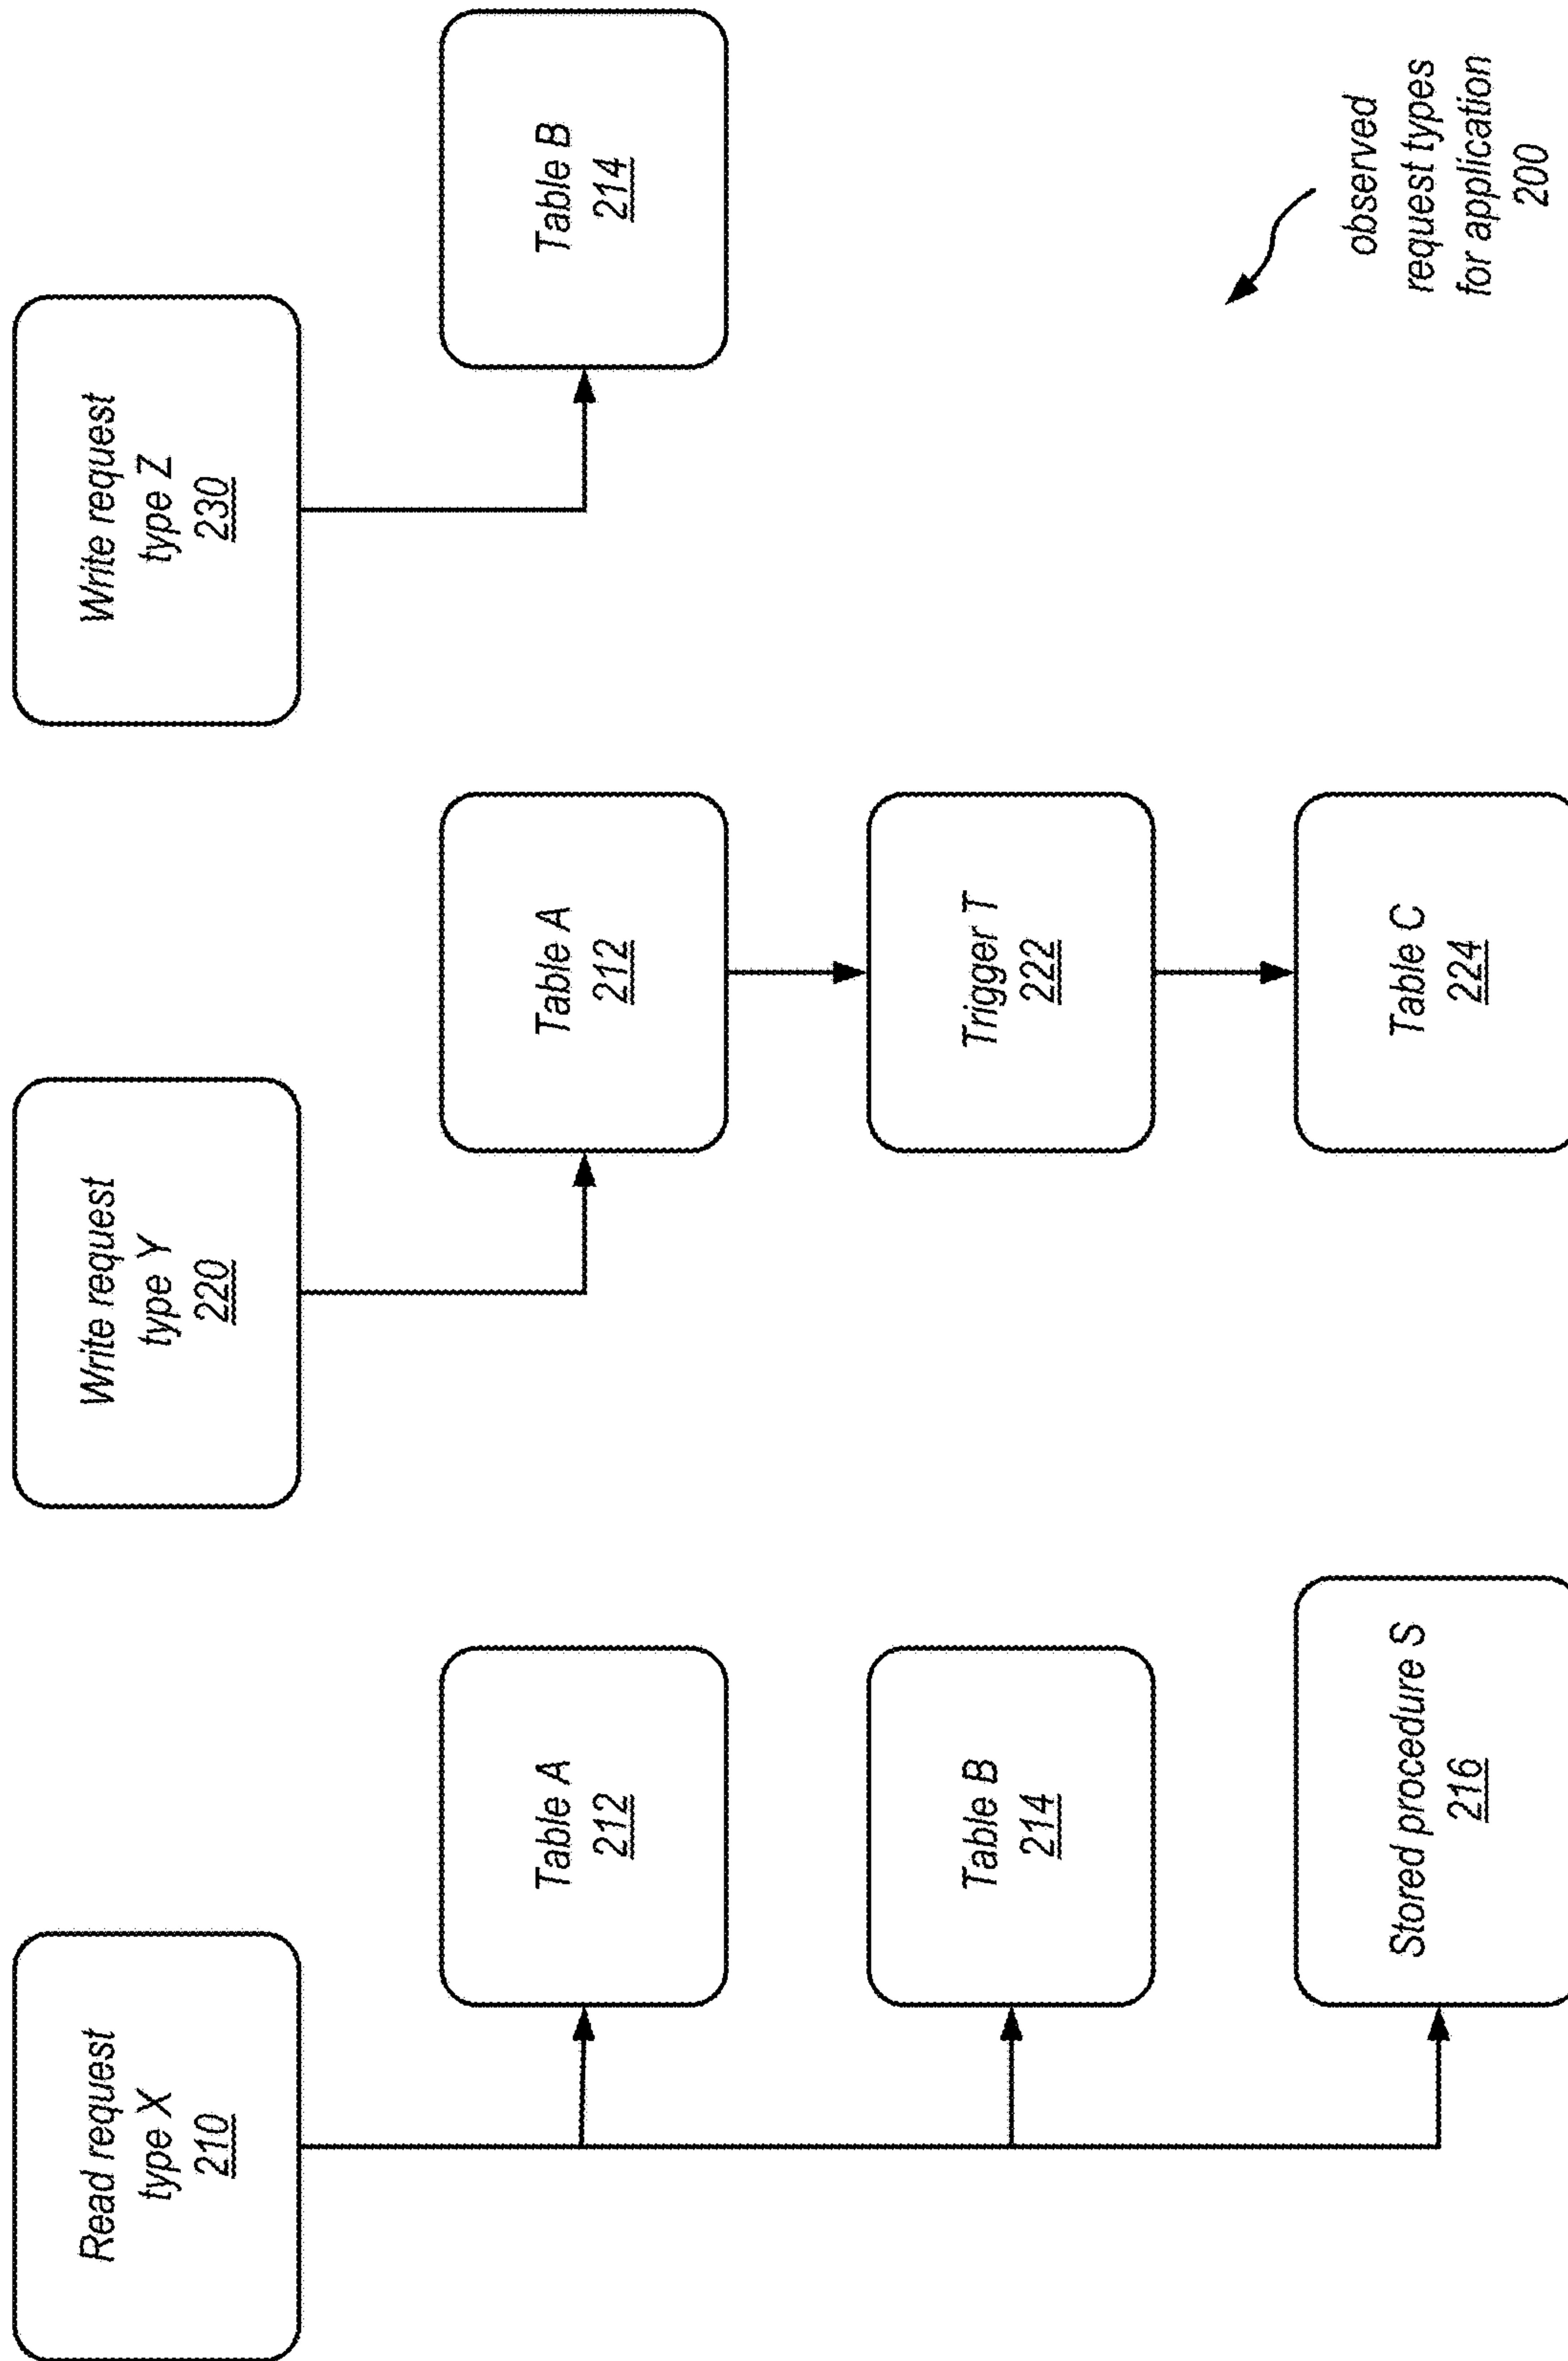 Read request
type X
210
Table A
212
Table B
214
Stored procedure S
216
Write request
type Y
220
Table A
212
Trigger T
222
Table C
224
Write request
type Z
230
Table B
214
observed
request types
for application
200